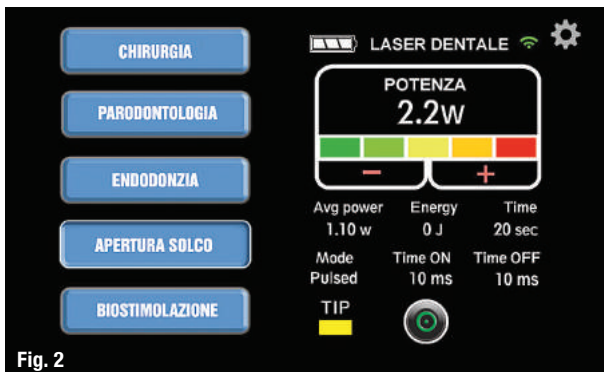 CHIRURGIA
PARODONTOLOGIA
ENDODONZIA
APERTURA SOLCO
BIOSTIMOLAZIONE
LASER DENTALE
POTENZA
2.2W
− +
Avg power Energy Time
1.10 w 0 J 20 sec
Mode Time ON Time OFF
Pulsed 10 ms 10 ms
TIP
Fig. 2